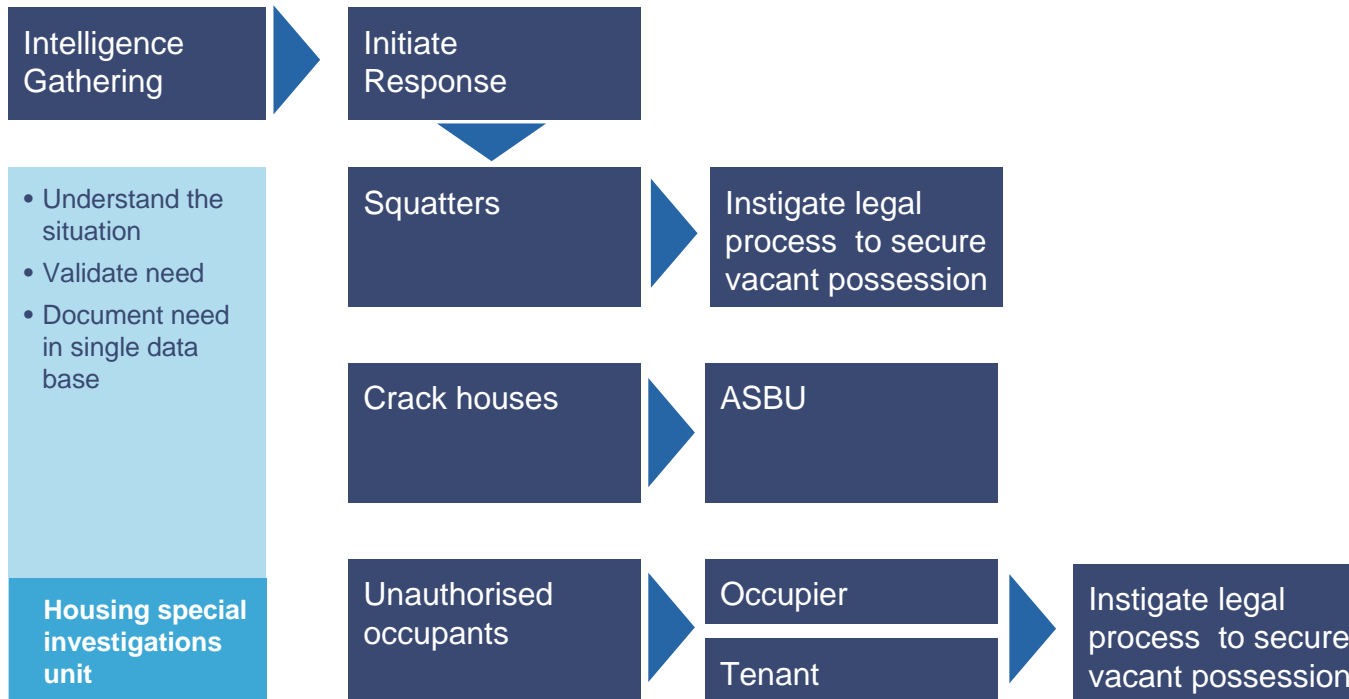 Intelligence
Gathering
Initiate
Response
• Understand the
situation
• Validate need
• Document need
in single data
base
Housing special
investigations
unit
Squatters
Instigate legal
process  to secure
vacant possession
Crack houses
ASBU
Unauthorised
occupants
Occupier
Tenant
Instigate legal
process  to secure
vacant possession